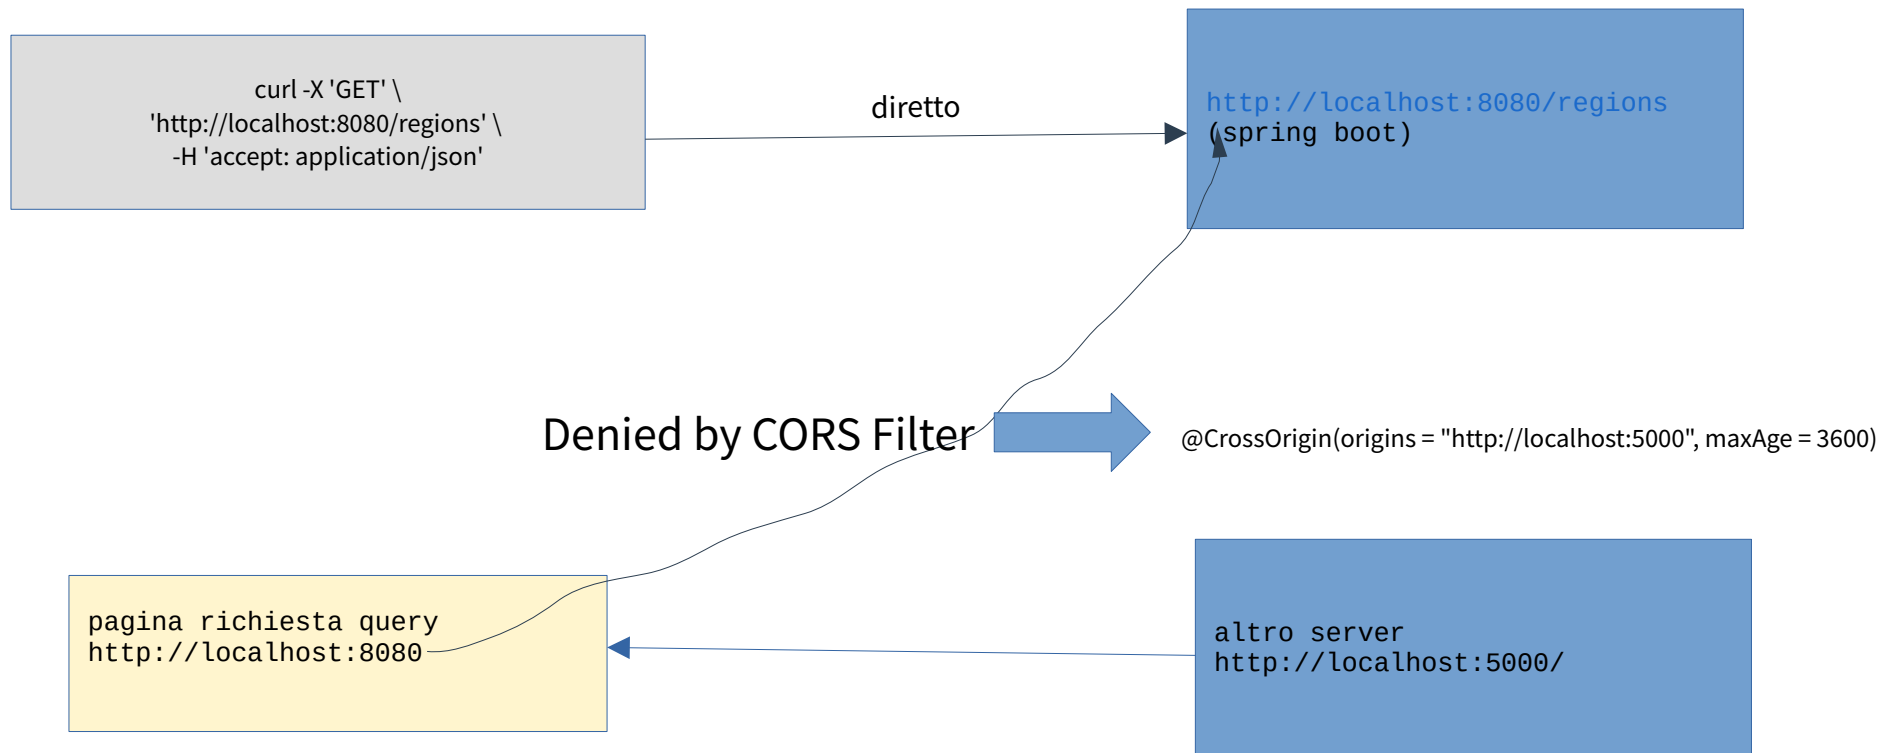 curl -X 'GET' \
'http://localhost:8080/regions' \
-H 'accept: application/json'
diretto
http://localhost:8080/regions
(spring boot)
Denied by CORS Filter
@CrossOrigin(origins = "http://localhost:5000", maxAge = 3600)
pagina richiesta query
http://localhost:8080
altro server
http://localhost:5000/